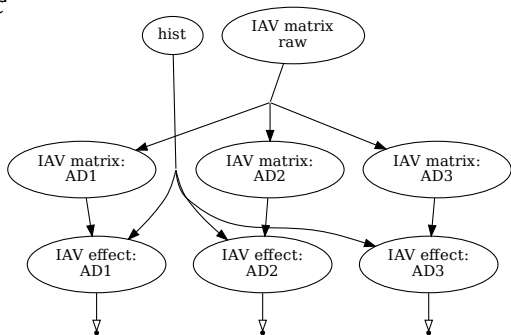 hist
IAV matrix
raw
IAV matrix:
AD1
IAV matrix:
AD2
IAV matrix:
AD3
IAV effect:
AD1
IAV effect:
AD2
IAV effect:
AD3